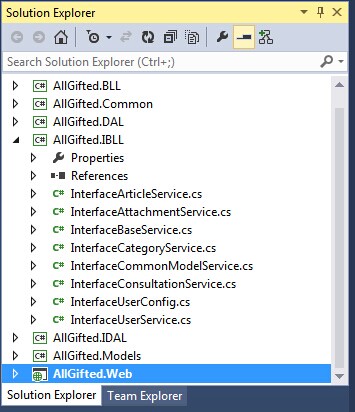 Solution Explorer
Search Solution Explorer (Ctrl+;)
C# AllGifted.BLL
C# AllGifted.Common
C# AllGifted.DAL
C# AllGifted.IBLL
Properties
References
C# InterfaceArticleService.cs
C# InterfaceAttachmentService.cs
C# InterfaceBaseService.cs
C# InterfaceCategoryService.cs
C# InterfaceCommonModelService.cs
C# InterfaceConsultationService.cs
C# InterfaceUserConfig.cs
C# InterfaceUserService.cs
C# AllGifted.IDAL
C# AllGifted.Models
AllGifted.Web
Solution Explorer Team Explorer